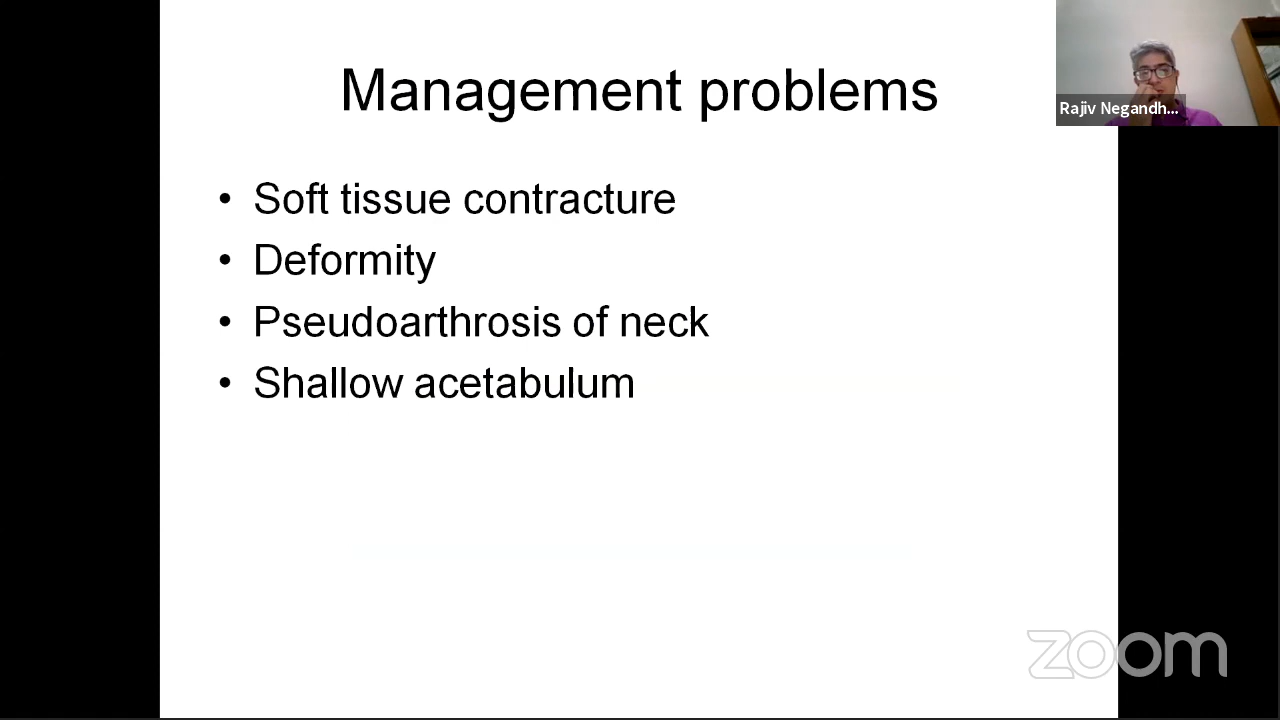 Management problems
Rajiv Negandh...
• Soft tissue contracture
• Deformity
• Pseudoarthrosis of neck
• Shallow acetabulum
zoom